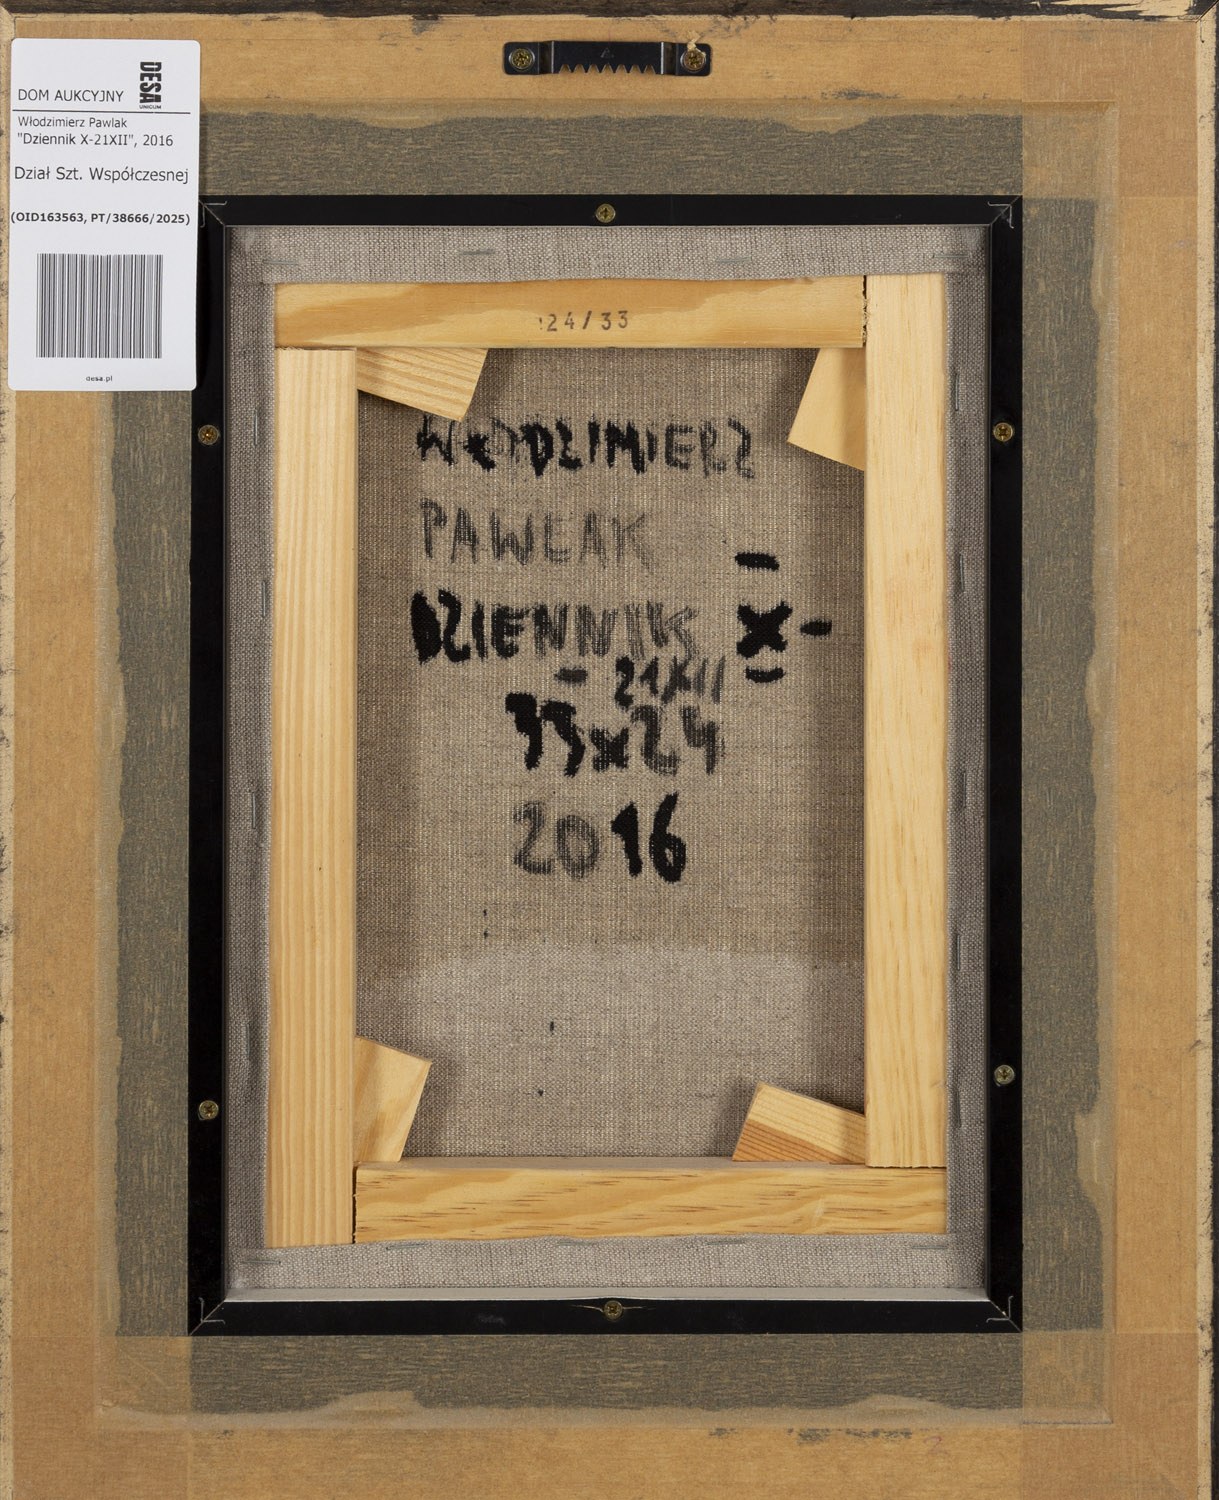 DESA
UNICUM
DOM AUKCYJNY
Włodzimierz Pawlak
"Dziennik X-21XII", 2016
Dział Szt. Współczesnej
(OID163563, PT/38666/2025)
desa.pl
24/33
WŁODZIMIERZ
PAWLAK
DZIENNIK X-
- 21XII
33x24
2016
2